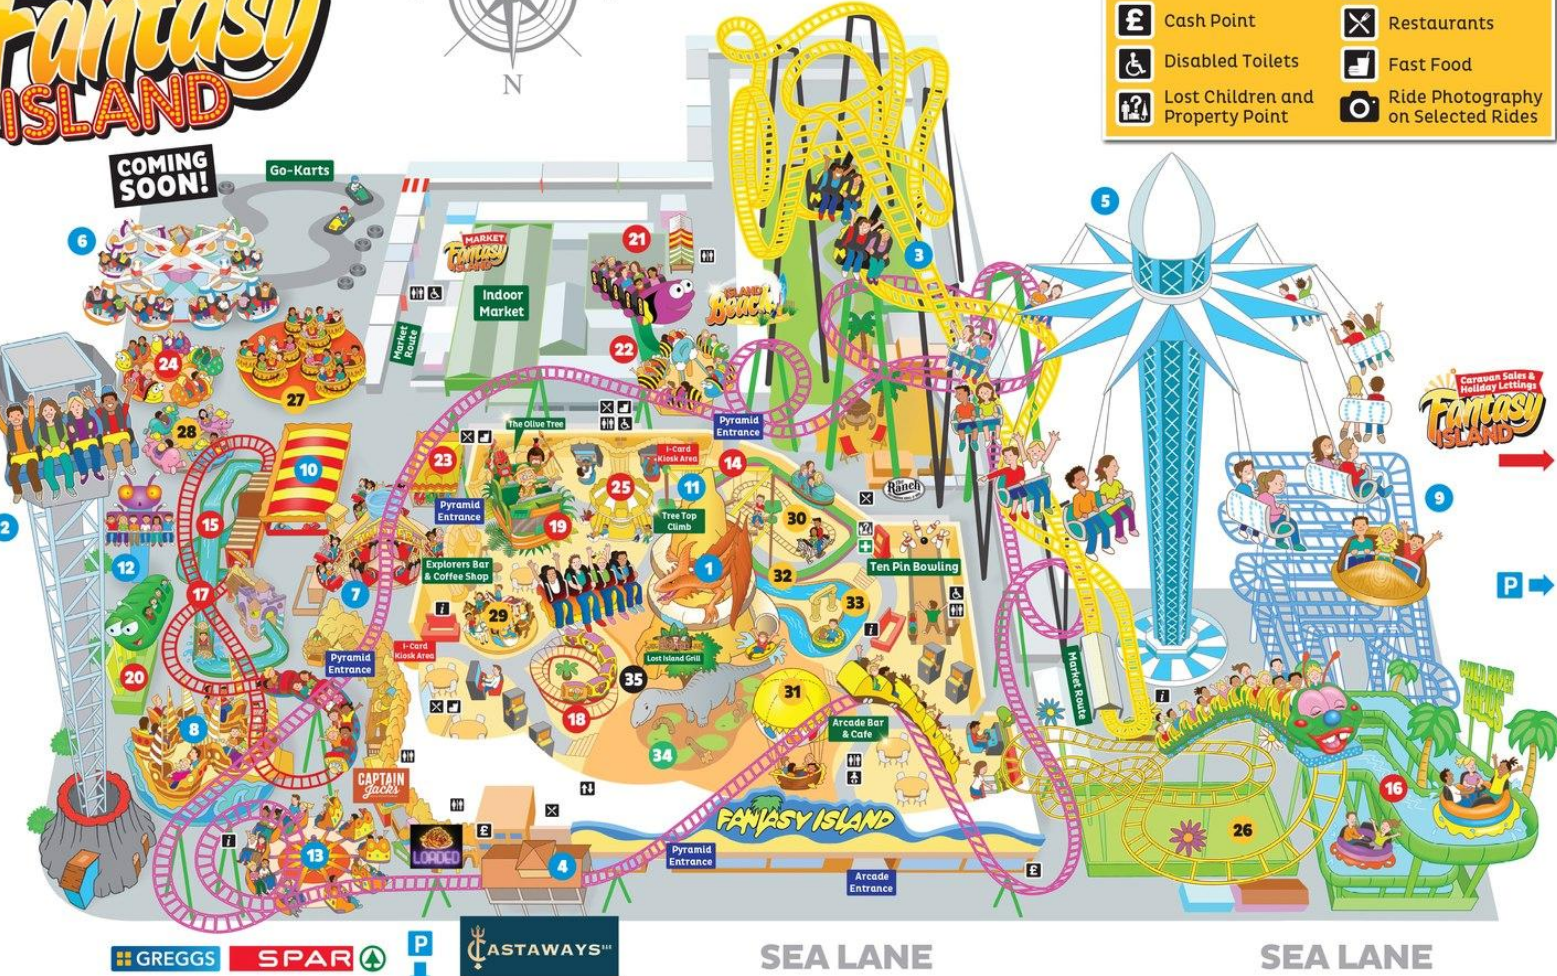 Fantasy
ISLAND
N
£ Cash Point
Restaurants
Disabled Toilets
Fast Food
Lost Children and
Property Point
Ride Photography
on Selected Rides
COMING
SOON!
Go-Karts
5
6
MARKET
Fantasy
ISLAND
21
3
Indoor
Market
ISLAND
Beach
Market
Route
22
24
27
Caravan Sales &
Holiday Lettings
Fantasy
ISLAND
28
The Olive Tree
Pyramid
Entrance
23
I-Card
Kiosk Area
14
10
25
11
The
Ranch
9
Pyramid
Entrance
2
15
19
Tree Top
Climb
30
12
Explorers Bar
& Coffee Shop
1
32
Ten Pin Bowling
P
17
7
29
33
i
i
I-Card
Kiosk Area
Lost Island Grill
Pyramid
Entrance
20
35
31
Market Route
i
WILD RIVER
RAPIDS
18
8
34
Arcade Bar
& Cafe
CAPTAIN
Jack's
16
FANTASY ISLAND
26
i
13
LOADED
£
4
Pyramid
Entrance
Arcade
Entrance
£
GREGGS
SPAR
P
CASTAWAYS
SEA LANE
SEA LANE